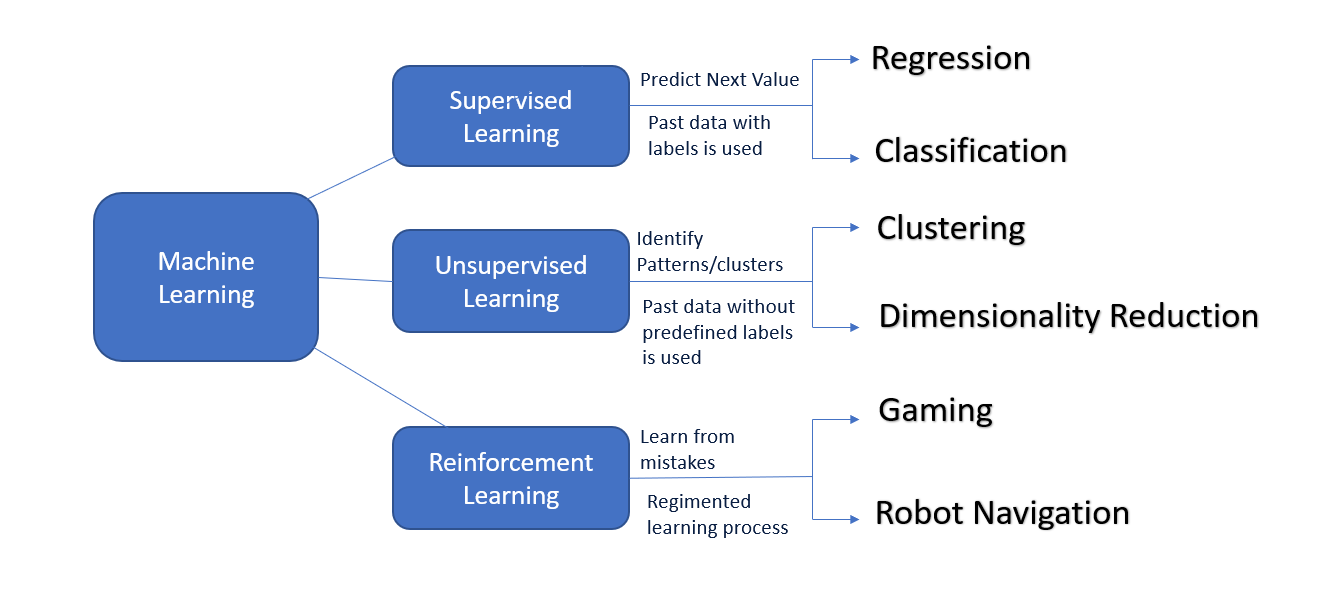 Machine
Learning
Supervised
Learning
Predict Next Value
Past data with
labels is used
Regression
Classification
Unsupervised
Learning
Identify
Patterns/clusters
Past data without
predefined labels
is used
Clustering
Dimensionality Reduction
Reinforcement
Learning
Learn from
mistakes
Regimented
learning process
Gaming
Robot Navigation